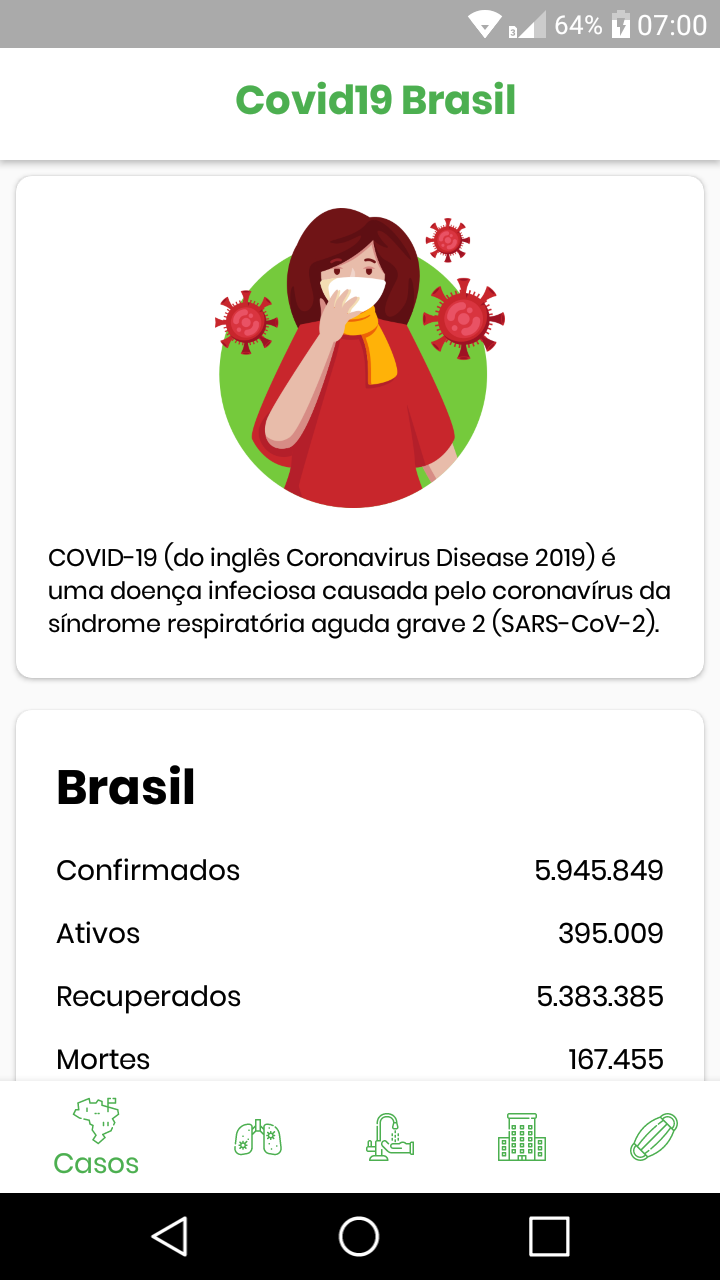 3 64% 07:00
Covid19 Brasil
COVID-19 (do inglês Coronavirus Disease 2019) é
uma doença infeciosa causada pelo coronavírus da
síndrome respiratória aguda grave 2 (SARS-CoV-2).
Brasil
Confirmados 5.945.849
Ativos 395.009
Recuperados 5.383.385
Mortes 167.455
Casos